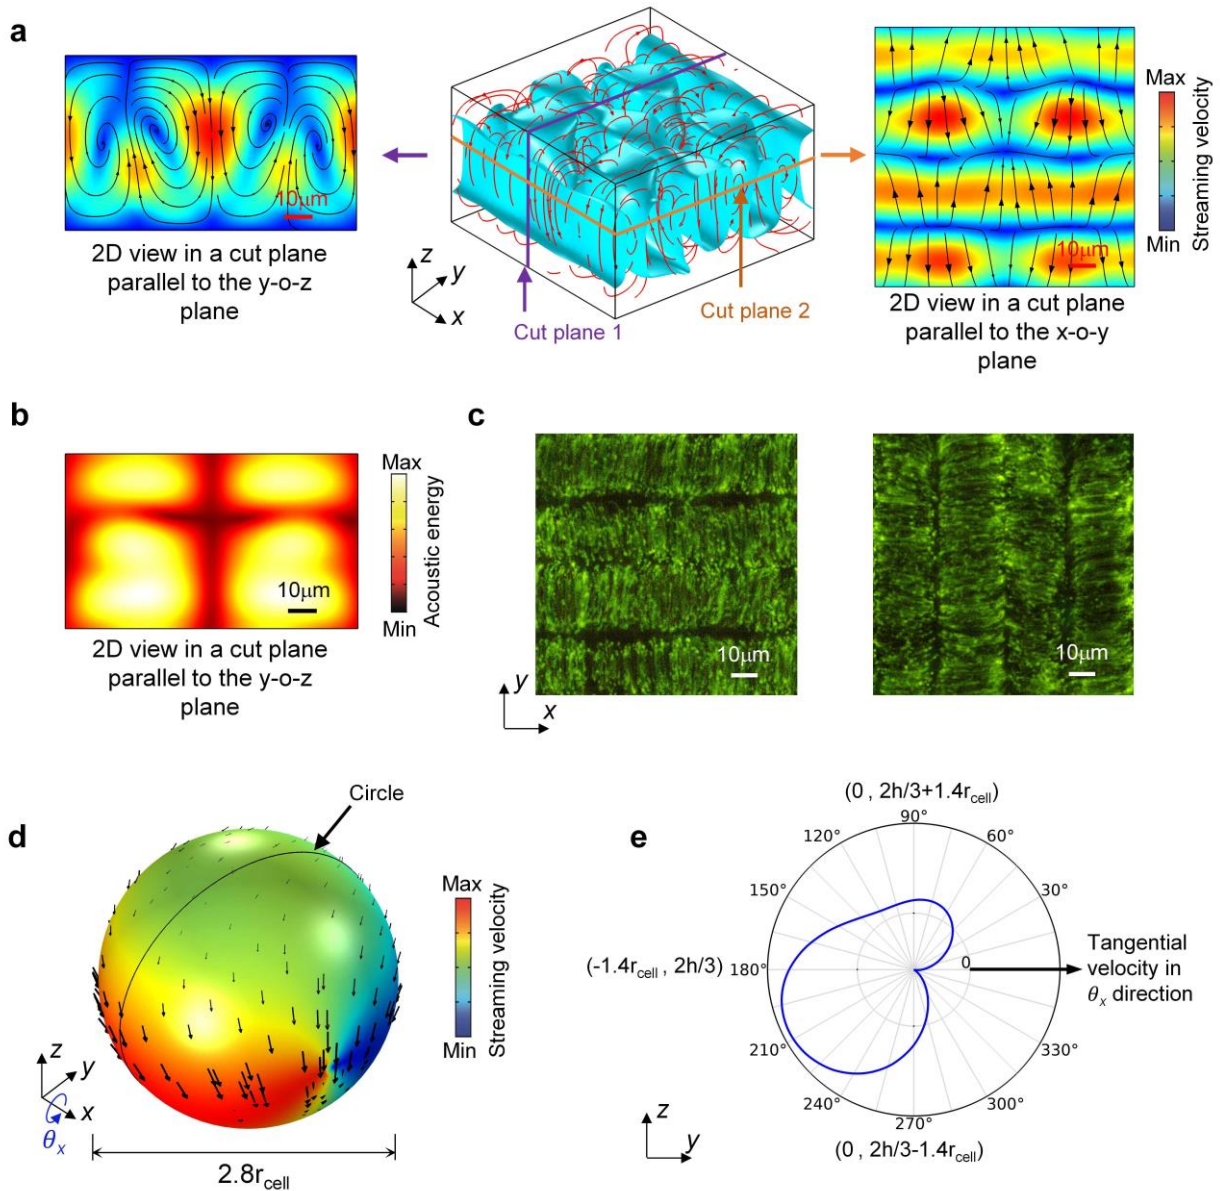 a
10μm
2D view in a cut plane
parallel to the y-o-z
plane
z
y
x
Cut plane 1
Cut plane 2
10μm
2D view in a cut plane
parallel to the x-o-y
plane
Max
Streaming velocity
Min
b
10μm
2D view in a cut plane
parallel to the y-o-z
plane
Max
Acoustic energy
Min
c
10μm
10μm
y
x
d
Circle
Max
Streaming velocity
Min
z
y
x
θx
2.8rcell
e
(0 , 2h/3+1.4rcell)
90°
120°
60°
150°
30°
(-1.4rcell , 2h/3)
180°
0
Tangential
velocity in
θx direction
210°
330°
240°
300°
270°
(0 , 2h/3-1.4rcell)
z
y